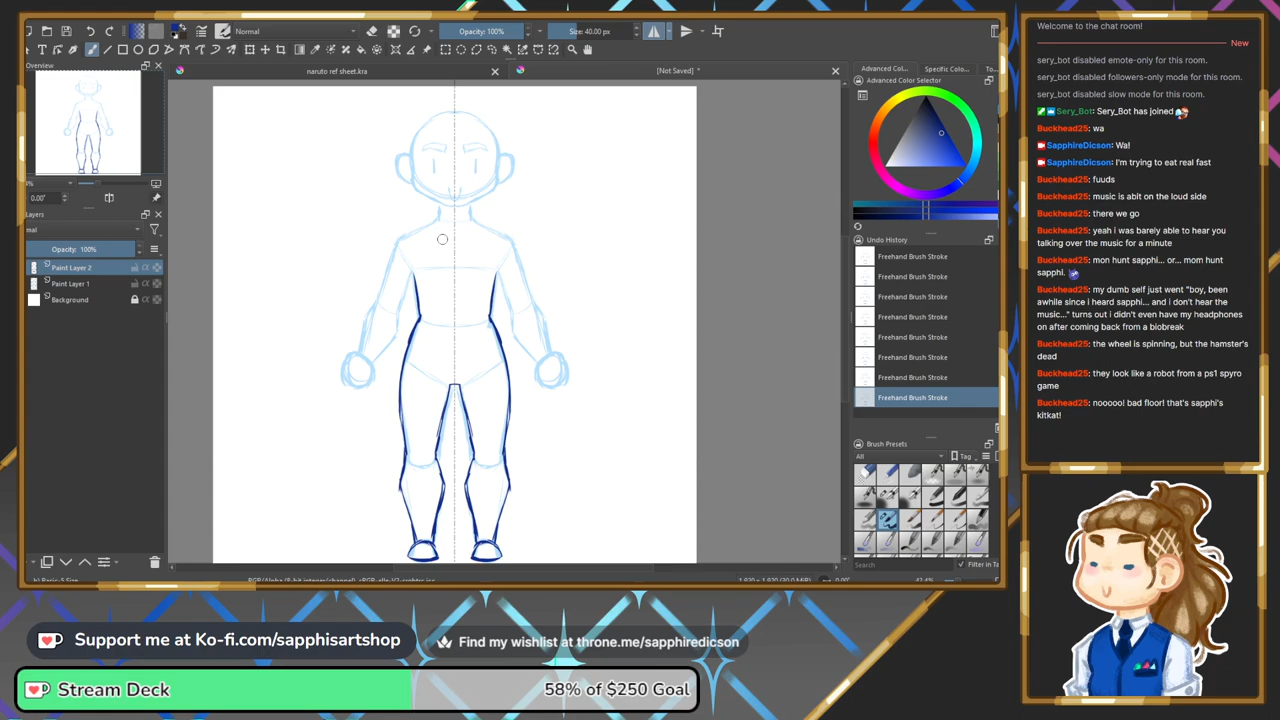 Normal
Opacity: 100%
Size: 40.00 px
Overview
naruto ref sheet.kra
[Not Saved] *
Advanced Col...
Specific Colo...
To...
Advanced Color Selector
0.00°
Layers
Opacity: 100%
Paint Layer 2
Paint Layer 1
Background
Undo History
Freehand Brush Stroke
Freehand Brush Stroke
Freehand Brush Stroke
Freehand Brush Stroke
Freehand Brush Stroke
Freehand Brush Stroke
Freehand Brush Stroke
Freehand Brush Stroke
Brush Presets
All
Tag
Search
Filter in Ta
Welcome to the chat room!
New
sery_bot disabled emote-only for this room.
sery_bot disabled followers-only mode for this room.
sery_bot disabled slow mode for this room.
Sery_Bot: Sery_Bot has joined
Buckhead25: wa
SapphireDicson: Wa!
SapphireDicson: I'm trying to eat real fast
Buckhead25: fuuds
Buckhead25: music is abit on the loud side
Buckhead25: there we go
Buckhead25: yeah i was barely able to hear you
talking over the music for a minute
Buckhead25: mon hunt sapphi... or... mom hunt
sapphi.
Buckhead25: my dumb self just went "boy, been
awhile since i heard sapphi... and i don't hear the
music..." turns out i didn't even have my headphones
on after coming back from a biobreak
Buckhead25: the wheel is spinning, but the hamster's
dead
Buckhead25: they look like a robot from a ps1 spyro
game
Buckhead25: noooo! bad floor! that's sapphi's
kitkat!
Support me at Ko-fi.com/sapphisartshop
Find my wishlist at throne.me/sapphiredicson
Stream Deck
58% of $250 Goal